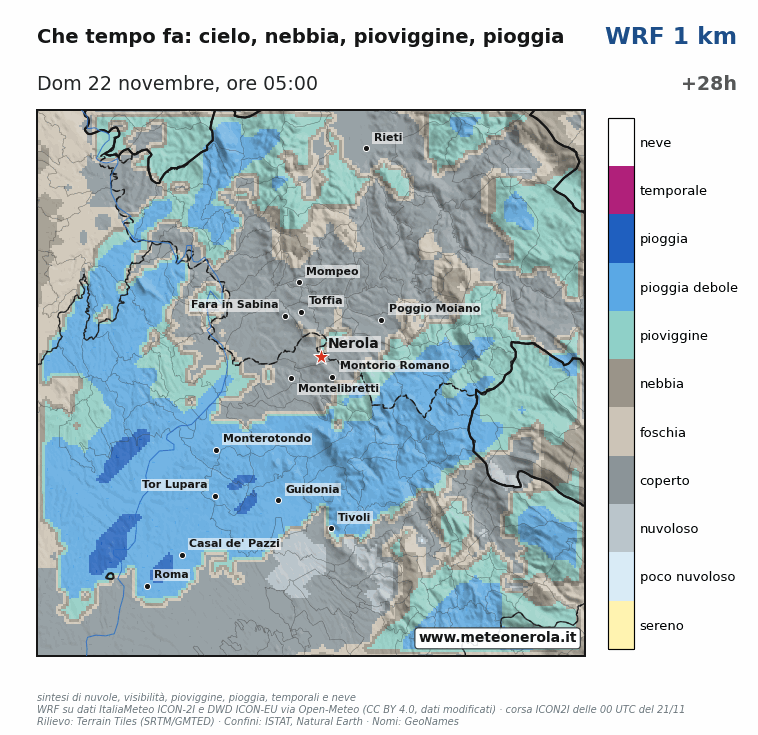 Che tempo fa: cielo, nebbia, pioviggine, pioggia
WRF 1 km
Dom 22 novembre, ore 05:00
+28h
Rieti
Mompeo
Fara in Sabina
Toffia
Poggio Moiano
Nerola
Montorio Romano
Montelibretti
Monterotondo
Tor Lupara
Guidonia
Tivoli
Casal de' Pazzi
Roma
www.meteonerola.it
neve
temporale
pioggia
pioggia debole
pioviggine
nebbia
foschia
coperto
nuvoloso
poco nuvoloso
sereno
sintesi di nuvole, visibilità, pioviggine, pioggia, temporali e neve
WRF su dati ItaliaMeteo ICON-2I e DWD ICON-EU via Open-Meteo (CC BY 4.0, dati modificati) · corsa ICON2I delle 00 UTC del 21/11
Rilievo: Terrain Tiles (SRTM/GMTED) · Confini: ISTAT, Natural Earth · Nomi: GeoNames